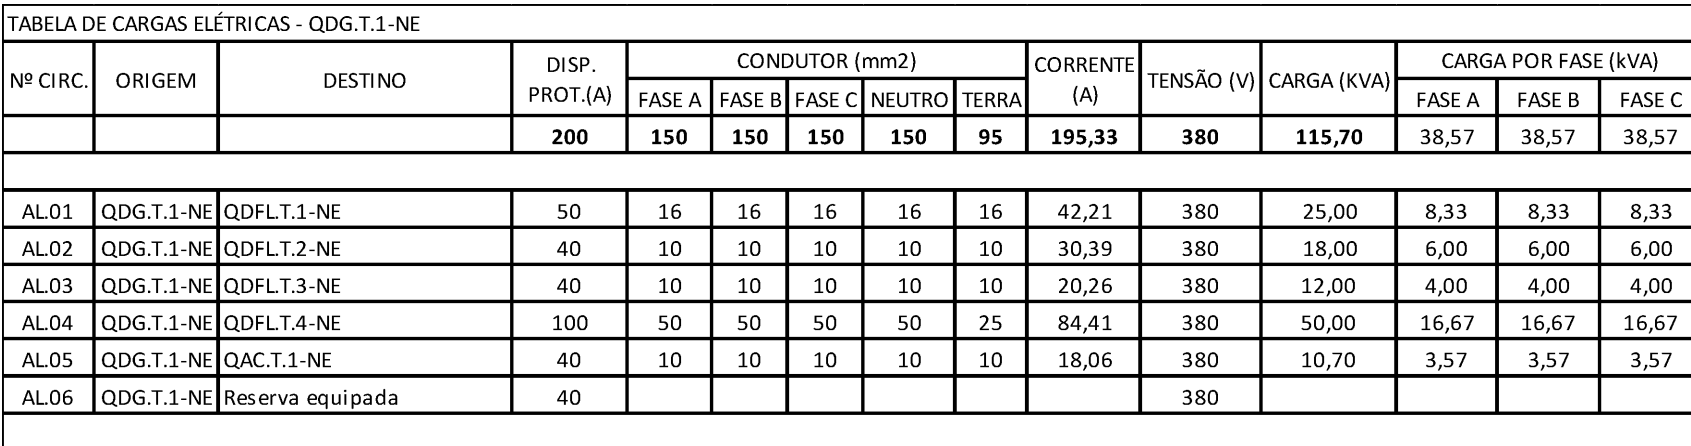 TABELA DE CARGAS ELÉTRICAS - QDG.T.1-NE
Nº CIRC. ORIGEM DESTINO DISP. PROT.(A) CONDUTOR (mm2) CORRENTE (A) TENSÃO (V) CARGA (KVA) CARGA POR FASE (kVA)
FASE A FASE B FASE C NEUTRO TERRA FASE A FASE B FASE C
200 150 150 150 150 95 195,33 380 115,70 38,57 38,57 38,57
AL.01 QDG.T.1-NE QDFL.T.1-NE 50 16 16 16 16 16 42,21 380 25,00 8,33 8,33 8,33
AL.02 QDG.T.1-NE QDFL.T.2-NE 40 10 10 10 10 10 30,39 380 18,00 6,00 6,00 6,00
AL.03 QDG.T.1-NE QDFL.T.3-NE 40 10 10 10 10 10 20,26 380 12,00 4,00 4,00 4,00
AL.04 QDG.T.1-NE QDFL.T.4-NE 100 50 50 50 50 25 84,41 380 50,00 16,67 16,67 16,67
AL.05 QDG.T.1-NE QAC.T.1-NE 40 10 10 10 10 10 18,06 380 10,70 3,57 3,57 3,57
AL.06 QDG.T.1-NE Reserva equipada 40 380